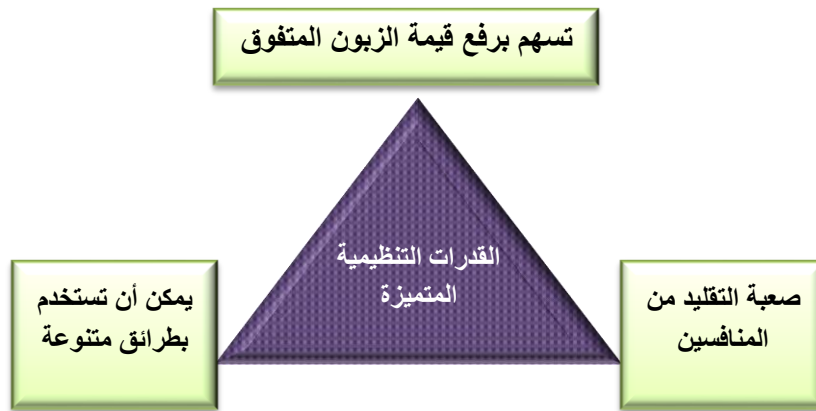 تسهم برفع قيمة الزبون المتفوق
القدرات التنظيمية
المتميزة
صعبة التقليد من
المنافسين
يمكن أن تستخدم
بطرائق متنوعة